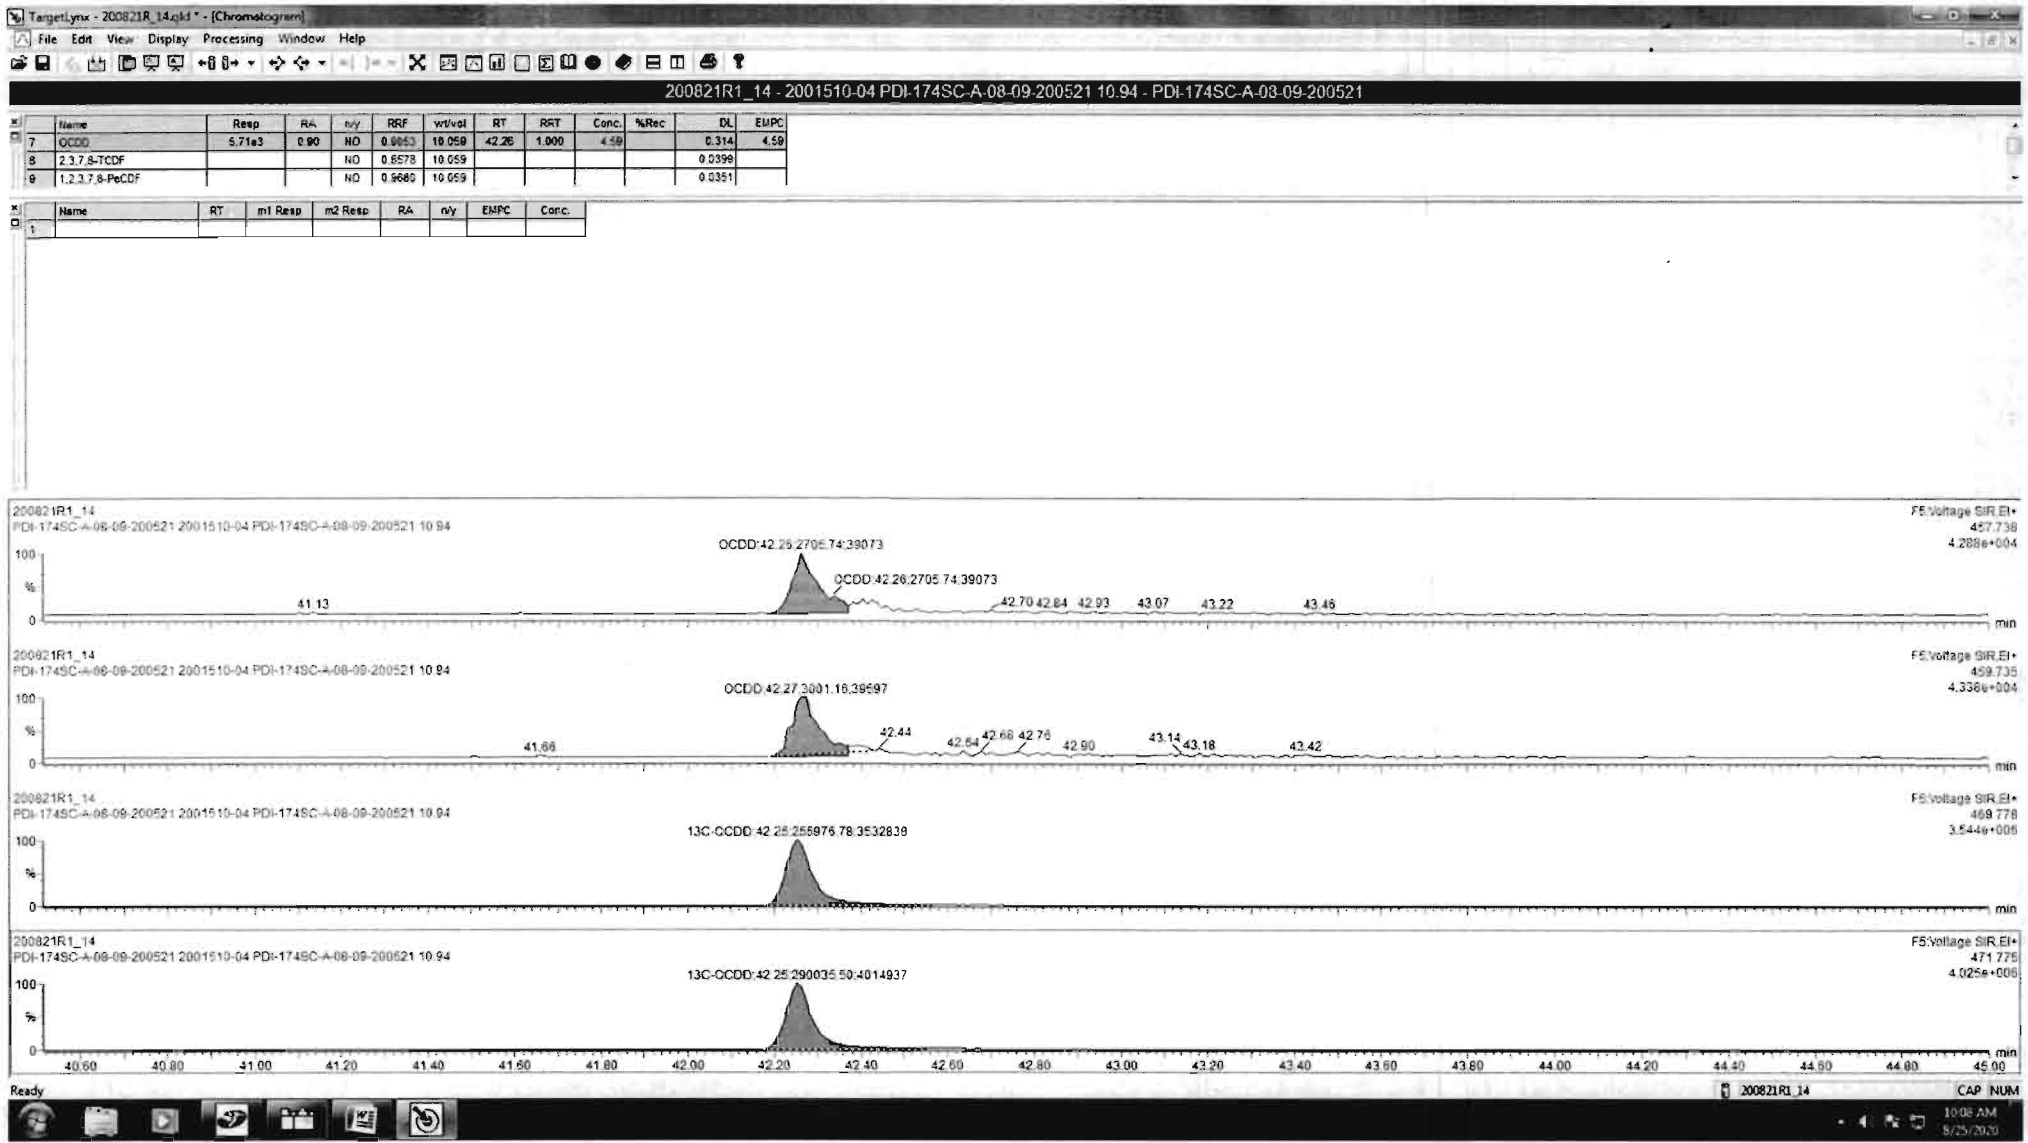 TargetLynx - 200821R_14.qld * - [Chromatogram]
File Edit View Display Processing Window Help
200821R1_14 - 2001510-04 PDI-174SC-A-08-09-200521 10.94 - PDI-174SC-A-08-09-200521
Name Resp RA n/y RRF wt/vol RT RRT Conc. %Rec DL EMPC
7 OCDD 5.71e3 0.90 NO 10.059 42.26 1.000 4.59 0.314 4.59
8 2,3,7,8-TCDF NO 0.8578 10.059 0.0399
9 1,2,3,7,8-PeCDF NO 0.9680 10.059 0.0351
Name RT m1 Resp m2 Resp RA n/y EMPC Conc.
1
200821R1_14
PDI-174SC-A-08-09-200521 2001510-04 PDI-174SC-A-08-09-200521 10.94
F5:Voltage SIR,EI+
457.738
4.288e+004
OCDD;42.26;2705.74;39073
OCDD;42.26;2705.74;39073
100
%
0
41.13
42.70 42.84 42.93 43.07 43.22 43.46
min
200821R1_14
PDI-174SC-A-08-09-200521 2001510-04 PDI-174SC-A-08-09-200521 10.94
F5:Voltage SIR,EI+
459.735
4.338e+004
OCDD;42.27;3001.16;39597
100
%
0
41.66
42.44 42.64 42.68 42.76 42.90 43.14 43.18 43.42
min
200821R1_14
PDI-174SC-A-08-09-200521 2001510-04 PDI-174SC-A-08-09-200521 10.94
F5:Voltage SIR,EI+
469.778
3.544e+006
13C-OCDD;42.25;255976.78;3532839
100
%
0
min
200821R1_14
PDI-174SC-A-08-09-200521 2001510-04 PDI-174SC-A-08-09-200521 10.94
F5:Voltage SIR,EI+
471.775
4.025e+006
13C-OCDD;42.25;290035.50;4014937
100
%
0
min
40.60 40.80 41.00 41.20 41.40 41.60 41.80 42.00 42.20 42.40 42.60 42.80 43.00 43.20 43.40 43.60 43.80 44.00 44.20 44.40 44.60 44.80 45.00
Ready
200821R1_14
CAP NUM
10:08 AM
8/25/2020